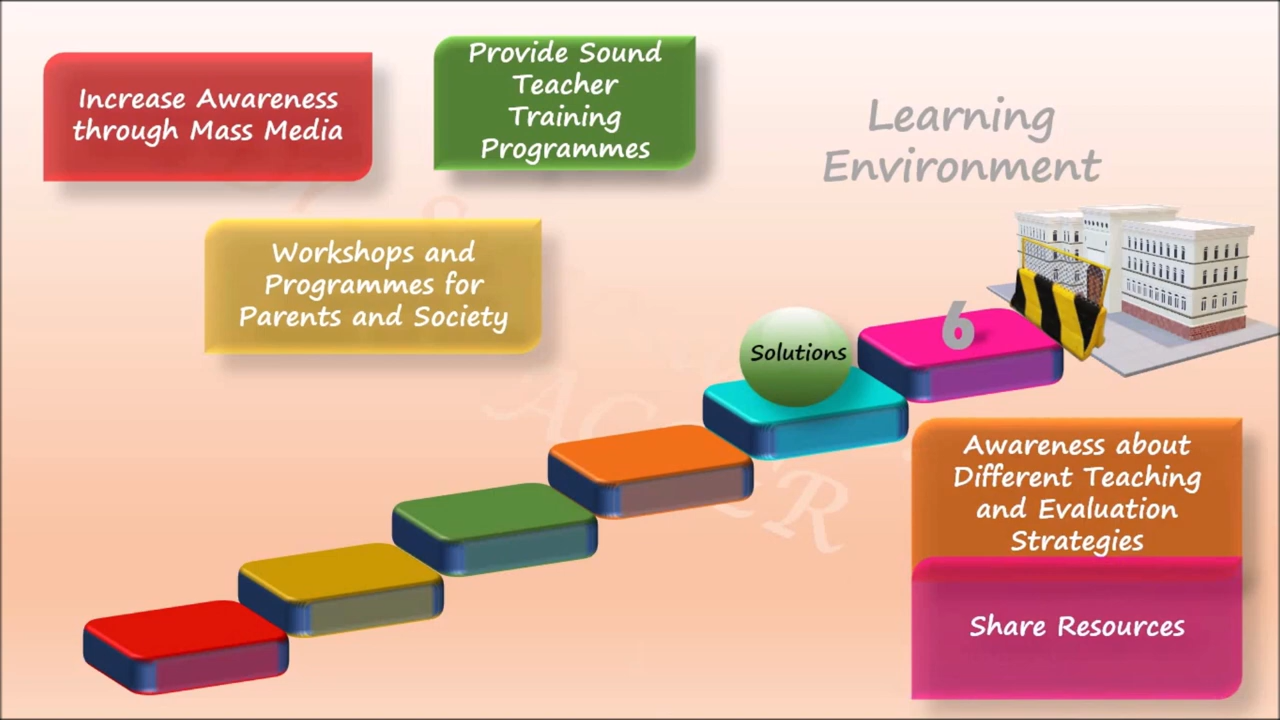 Increase Awareness
through Mass Media
Provide Sound
Teacher
Training
Programmes
Learning
Environment
Workshops and
Programmes for
Parents and Society
Solutions
6
Awareness about
Different Teaching
and Evaluation
Strategies
Share Resources